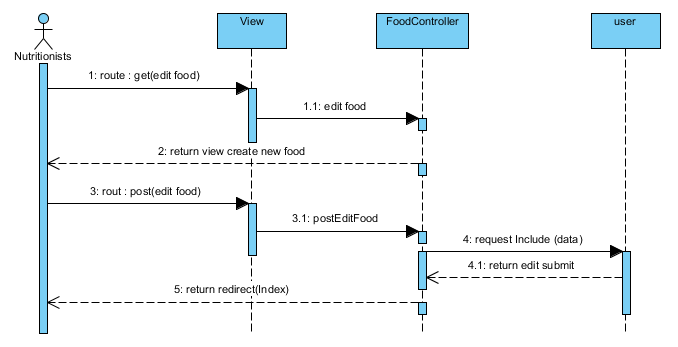 View
FoodController
user
Nutritionists
1: route : get(edit food)
1.1: edit food
2: return view create new food
3: rout : post(edit food)
3.1: postEditFood
4: request Include (data)
4.1: return edit submit
5: return redirect(Index)